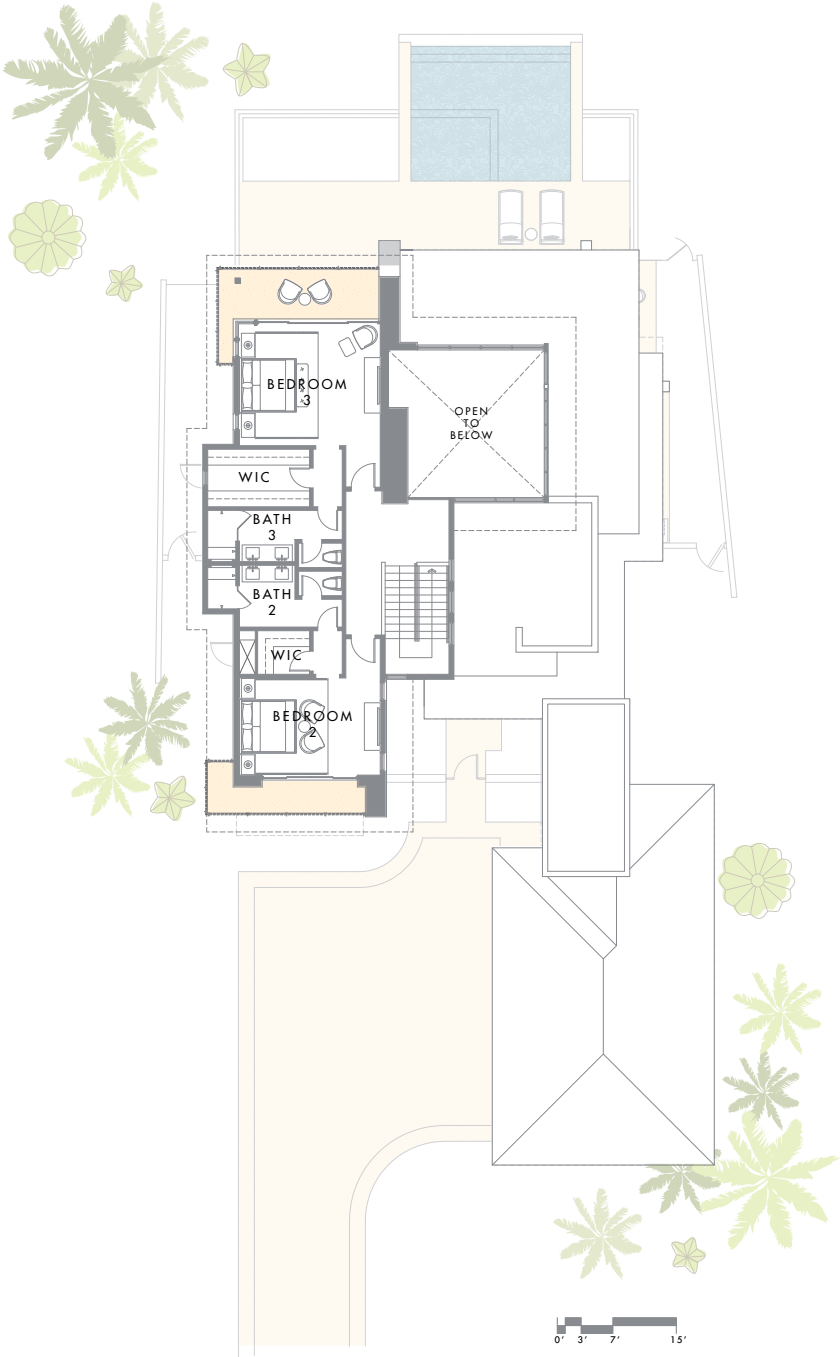 BEDROOM
3
OPEN
TO
BELOW
WIC
BATH
3
BATH
2
WIC
BEDROOM
2
0' 3' 7' 15'